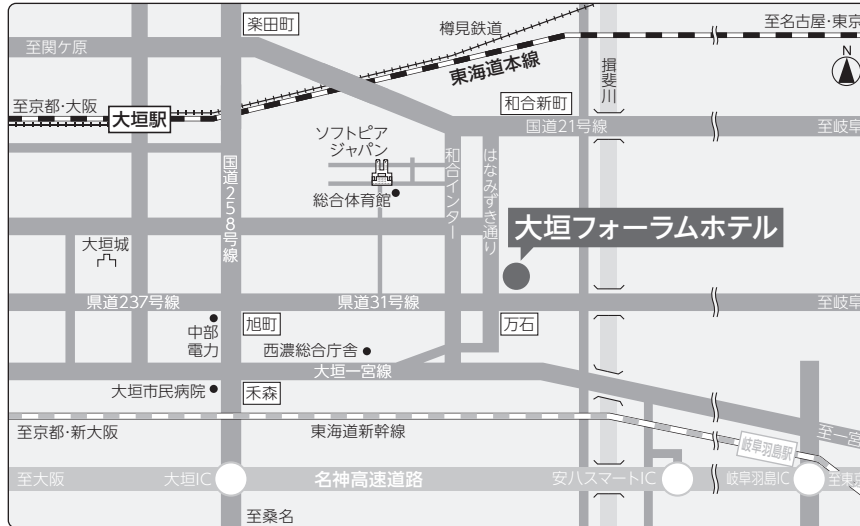 楽田町
樽見鉄道
至名古屋・東京
至関ケ原
東海道本線
N
揖斐川
至京都・大阪
大垣駅
和合新町
国道21号線
至岐阜
ソフトピア
ジャパン
総合体育館
国道258号線
和合インター
はなみずき通り
大垣フォーラムホテル
大垣城
県道237号線
県道31号線
至岐阜
中部
電力
旭町
万石
西濃総合庁舎
大垣一宮線
大垣市民病院
禾森
至京都・新大阪
東海道新幹線
岐阜羽島駅
至一宮
至大阪
大垣IC
名神高速道路
安八スマートIC
岐阜羽島IC
至東京
至桑名